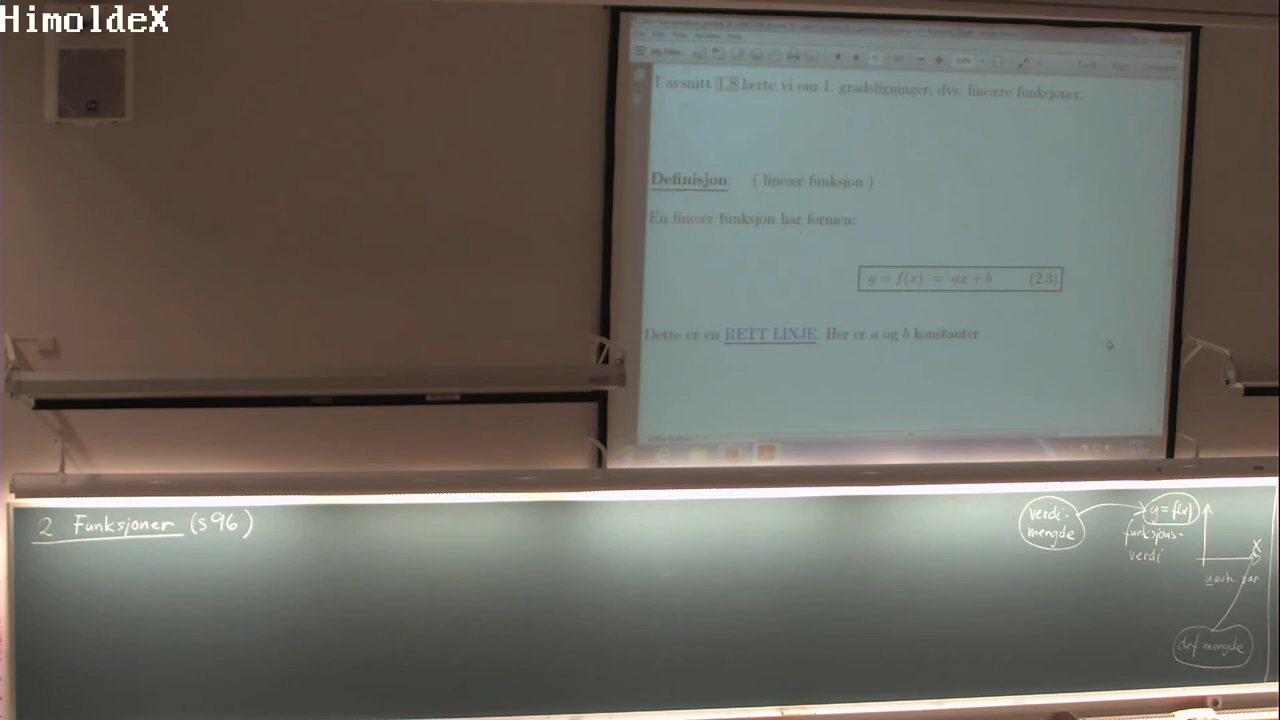 HimoldeX
I avsnitt 1.8 lærte vi om 1. gradsligninger, dvs. lineære funksjoner.
Definisjon: ( lineær funksjon )
En lineær funksjon har formen:
y = f(x) = ax + b (2.3)
Dette er en RETT LINJE. Her er a og b konstanter.
2 Funksjoner (s96)
verdi-
mengde
y = f(x)
funksjons-
verdi
x
uavh. var
def mengde